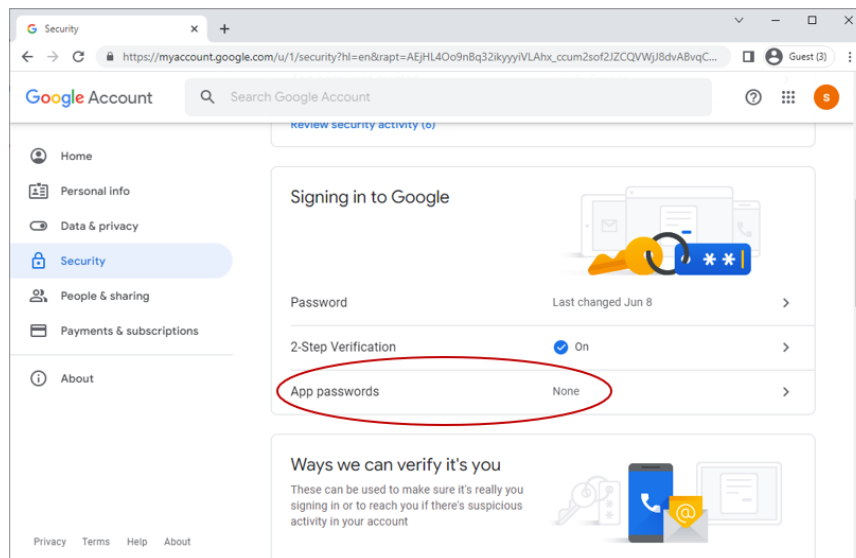 G Security
https://myaccount.google.com/u/1/security?hl=en&rapt=AEjHL4Oo9nBq32ikyyyiVLAhx_ccum2sof2JZCQVWjJ8dvABvqC...
Guest (3)
Google Account
Search Google Account
S
Review security activity (6)
Home
Personal info
Data & privacy
Security
People & sharing
Payments & subscriptions
About
Signing in to Google
**
Password
Last changed Jun 8
2-Step Verification
On
App passwords
None
Ways we can verify it's you
These can be used to make sure it's really you
signing in or to reach you if there's suspicious
activity in your account
@
Privacy Terms Help About